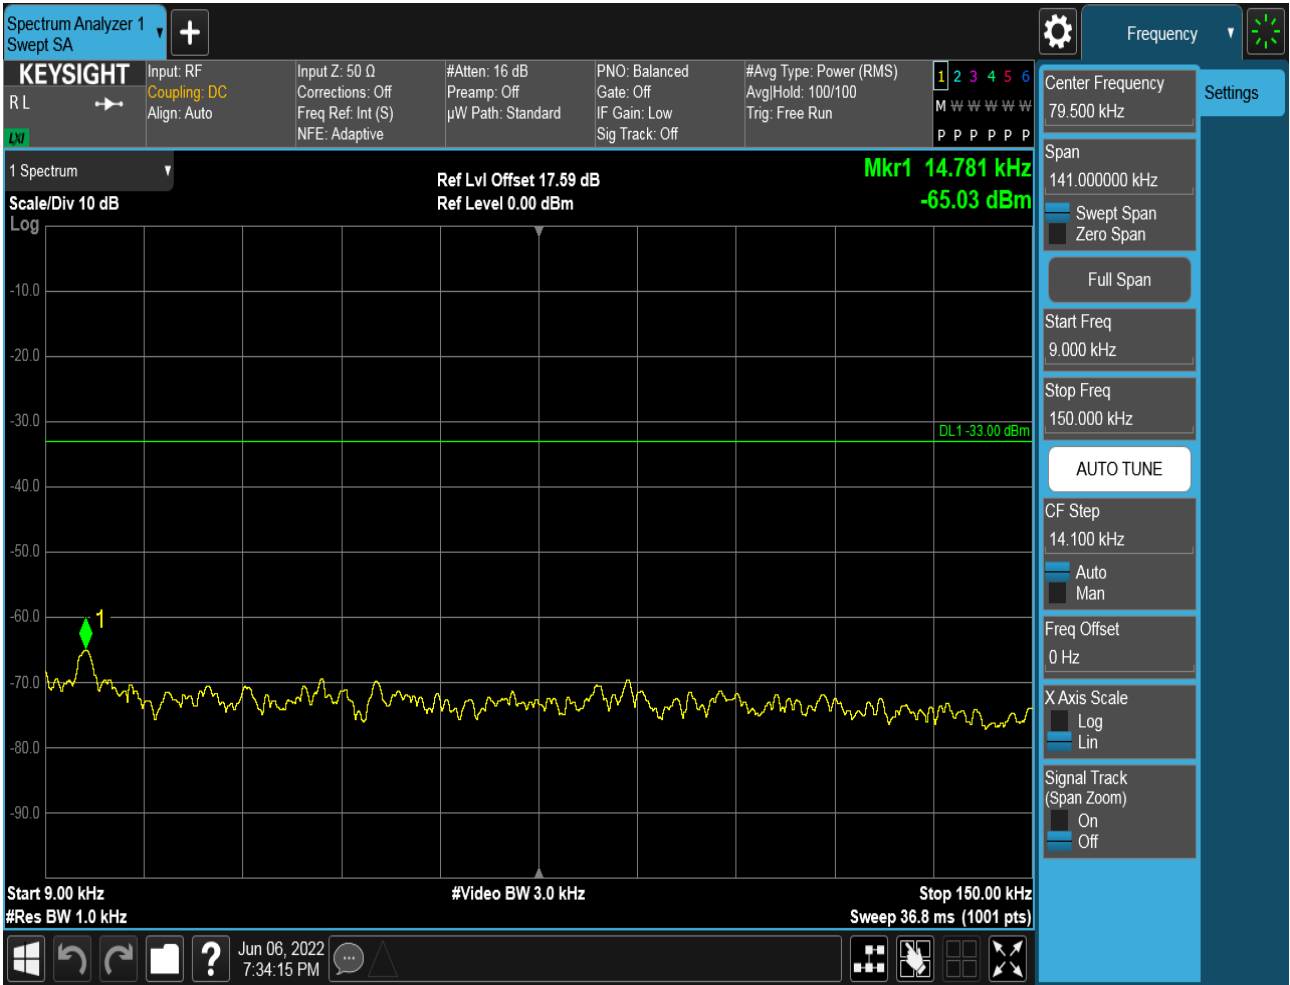 Spectrum Analyzer 1
Swept SA
Frequency
KEYSIGHT
R L
LXI
Input: RF
Coupling: DC
Align: Auto
Input Z: 50 Ω
Corrections: Off
Freq Ref: Int (S)
NFE: Adaptive
#Atten: 16 dB
Preamp: Off
µW Path: Standard
PNO: Balanced
Gate: Off
IF Gain: Low
Sig Track: Off
#Avg Type: Power (RMS)
Avg|Hold: 100/100
Trig: Free Run
1 2 3 4 5 6
M W W W W W
P P P P P P
1 Spectrum
Scale/Div 10 dB
Log
Ref Lvl Offset 17.59 dB
Ref Level 0.00 dBm
Mkr1 14.781 kHz
-65.03 dBm
-10.0
-20.0
-30.0
DL1 -33.00 dBm
-40.0
-50.0
-60.0
1
-70.0
-80.0
-90.0
Start 9.00 kHz
#Res BW 1.0 kHz
#Video BW 3.0 kHz
Stop 150.00 kHz
Sweep 36.8 ms (1001 pts)
Jun 06, 2022
7:34:15 PM
?
Center Frequency
79.500 kHz
Settings
Span
141.000000 kHz
Swept Span
Zero Span
Full Span
Start Freq
9.000 kHz
Stop Freq
150.000 kHz
AUTO TUNE
CF Step
14.100 kHz
Auto
Man
Freq Offset
0 Hz
X Axis Scale
Log
Lin
Signal Track
(Span Zoom)
On
Off